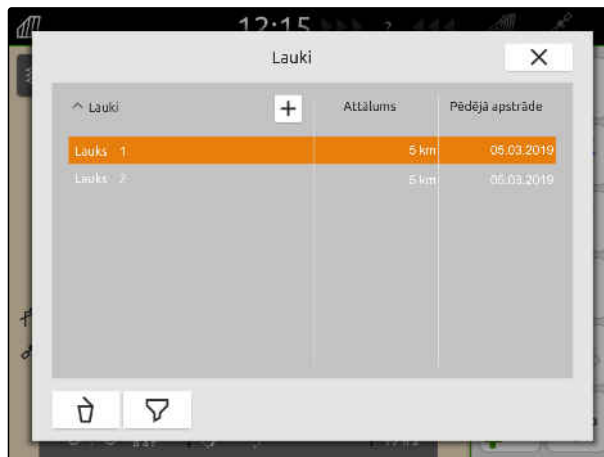 12:15
Lauki
^ Lauki + Attālums Pēdējā apstrāde
Lauks 1 5 km 05.03.2019
Lauks 2 5 km 05.03.2019